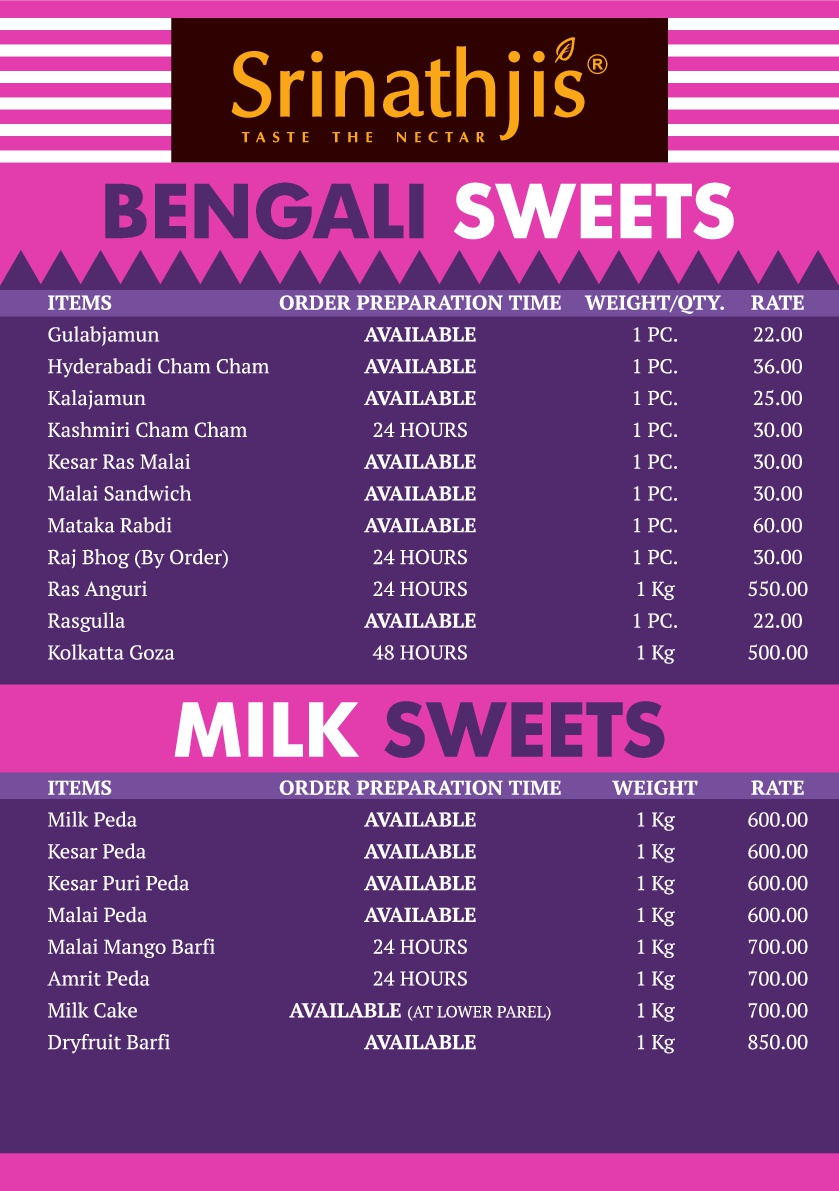 Srinathjis®
TASTE THE NECTAR
BENGALI SWEETS
ITEMS ORDER PREPARATION TIME WEIGHT/QTY. RATE
Gulabjamun AVAILABLE 1 PC. 22.00
Hyderabadi Cham Cham AVAILABLE 1 PC. 36.00
Kalajamun AVAILABLE 1 PC. 25.00
Kashmiri Cham Cham 24 HOURS 1 PC. 30.00
Kesar Ras Malai AVAILABLE 1 PC. 30.00
Malai Sandwich AVAILABLE 1 PC. 30.00
Mataka Rabdi AVAILABLE 1 PC. 60.00
Raj Bhog (By Order) 24 HOURS 1 PC. 30.00
Ras Anguri 24 HOURS 1 Kg 550.00
Rasgulla AVAILABLE 1 PC. 22.00
Kolkatta Goza 48 HOURS 1 Kg 500.00
MILK SWEETS
ITEMS ORDER PREPARATION TIME WEIGHT RATE
Milk Peda AVAILABLE 1 Kg 600.00
Kesar Peda AVAILABLE 1 Kg 600.00
Kesar Puri Peda AVAILABLE 1 Kg 600.00
Malai Peda AVAILABLE 1 Kg 600.00
Malai Mango Barfi 24 HOURS 1 Kg 700.00
Amrit Peda 24 HOURS 1 Kg 700.00
Milk Cake AVAILABLE (AT LOWER PAREL) 1 Kg 700.00
Dryfruit Barfi AVAILABLE 1 Kg 850.00